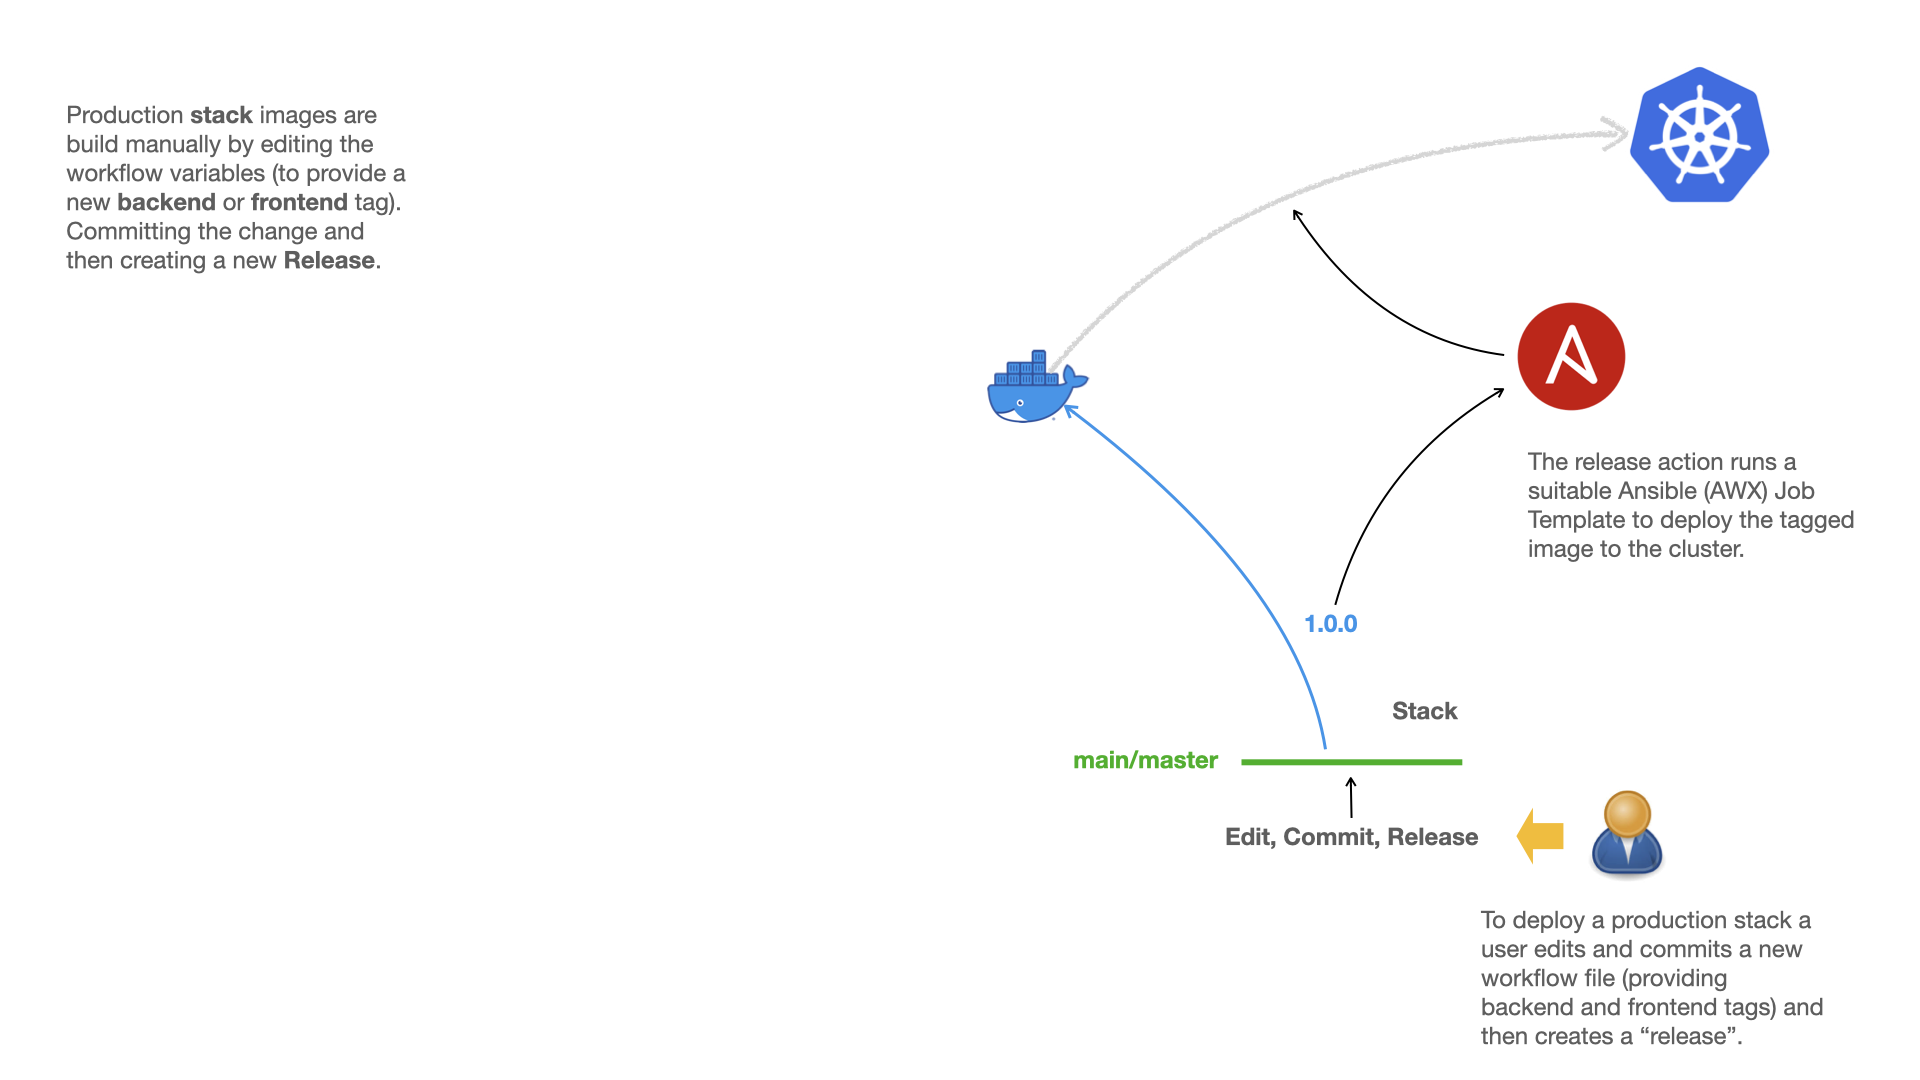 Production stack images are
build manually by editing the
workflow variables (to provide a
new backend or frontend tag).
Committing the change and
then creating a new Release.
The release action runs a
suitable Ansible (AWX) Job
Template to deploy the tagged
image to the cluster.
1.0.0
Stack
main/master
Edit, Commit, Release
To deploy a production stack a
user edits and commits a new
workflow file (providing
backend and frontend tags) and
then creates a “release”.